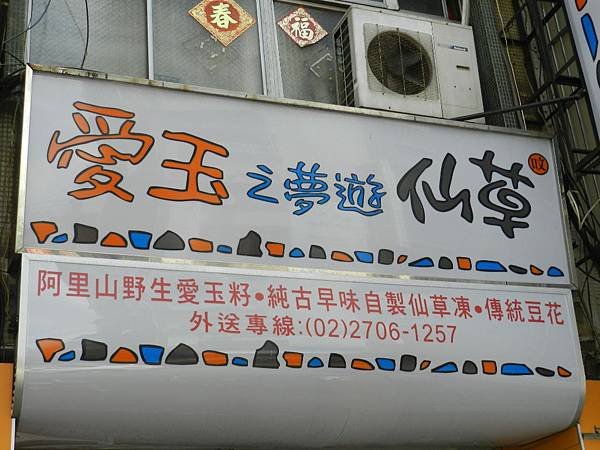 春 福
愛玉之夢遊仙草
阿里山野生愛玉籽•純古早味自製仙草凍•傳統豆花
外送專線:(02)2706-1257